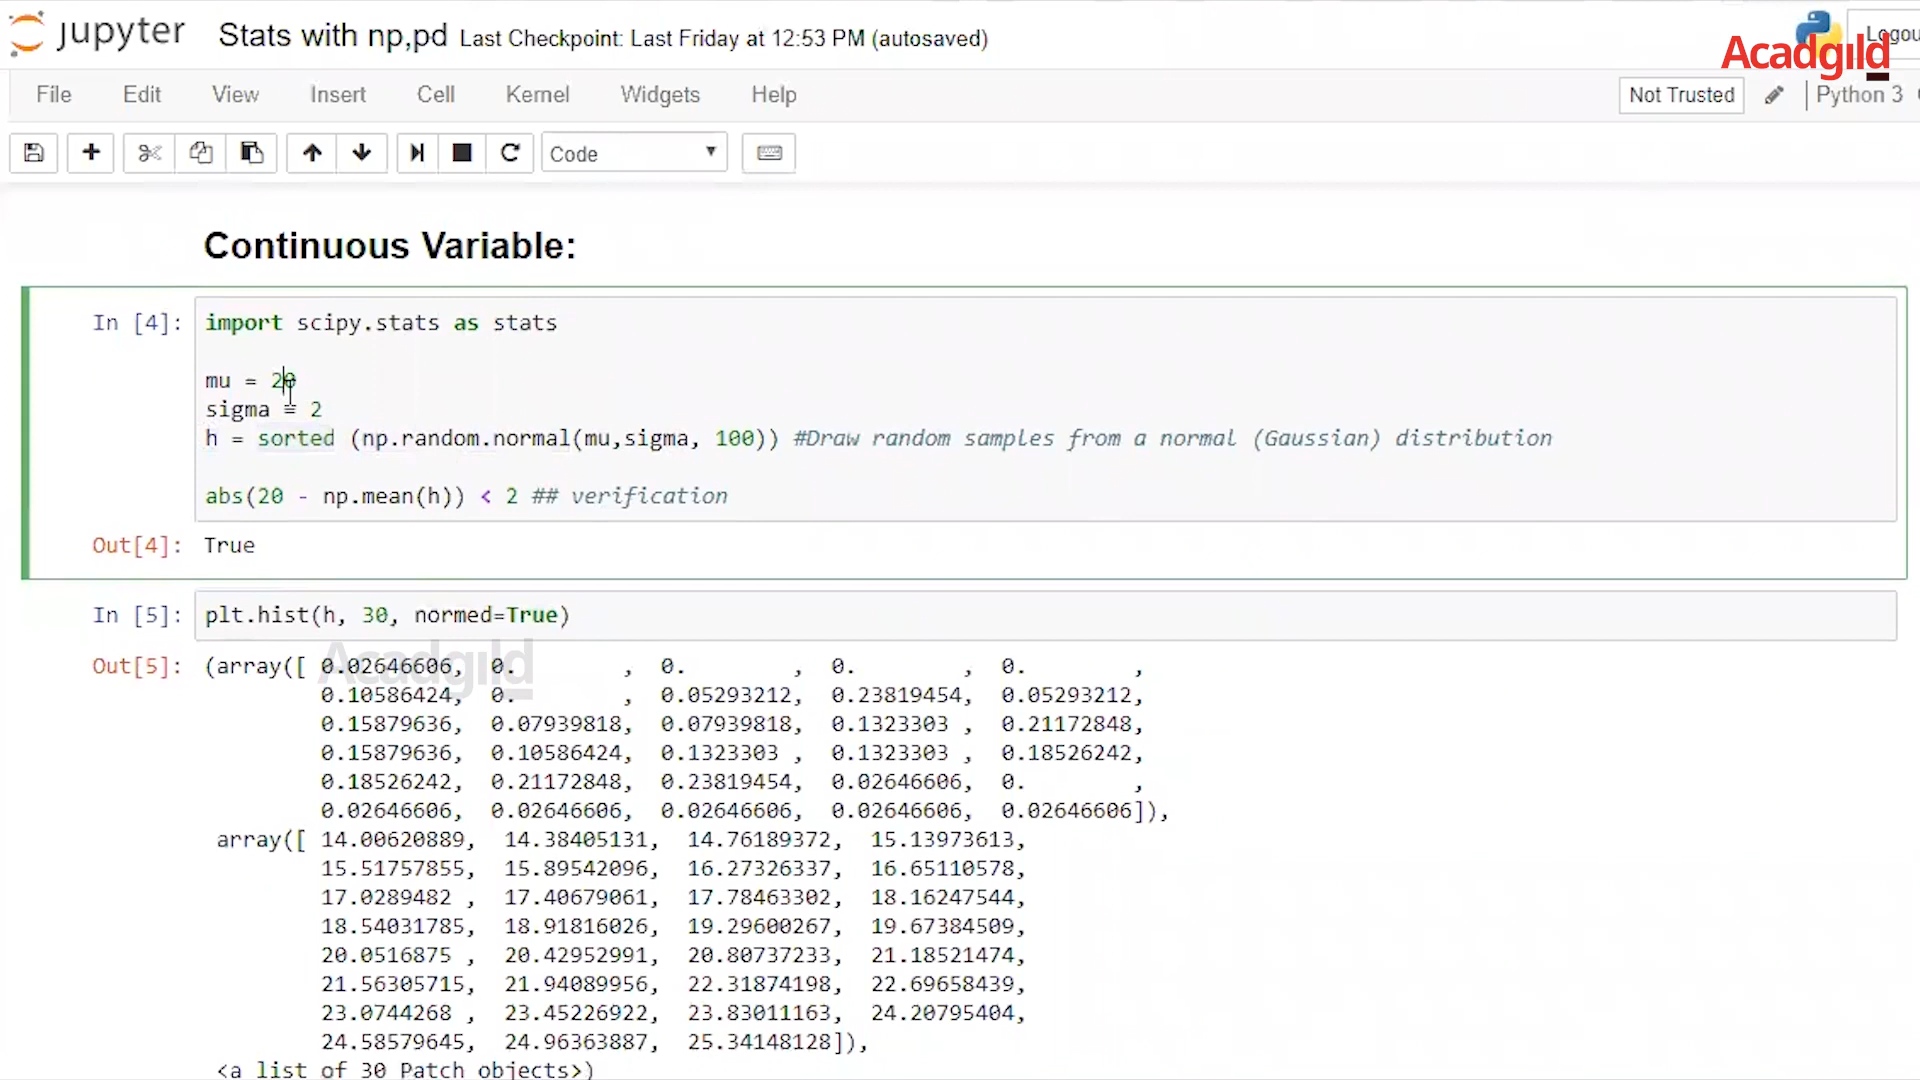 jupyter Stats with np,pd Last Checkpoint: Last Friday at 12:53 PM (autosaved)
Acadgild
File Edit View Insert Cell Kernel Widgets Help Not Trusted Python 3
Code
Continuous Variable:
In [4]: import scipy.stats as stats
mu = 20
sigma = 2
h = sorted (np.random.normal(mu,sigma, 100)) #Draw random samples from a normal (Gaussian) distribution
abs(20 - np.mean(h)) < 2 ## verification
Out[4]: True
In [5]: plt.hist(h, 30, normed=True)
Acadgild
Out[5]: (array([ 0.02646606, 0. , 0. , 0. , 0. ,
0.10586424, 0. , 0.05293212, 0.23819454, 0.05293212,
0.15879636, 0.07939818, 0.07939818, 0.1323303 , 0.21172848,
0.15879636, 0.10586424, 0.1323303 , 0.1323303 , 0.18526242,
0.18526242, 0.21172848, 0.23819454, 0.02646606, 0. ,
0.02646606, 0.02646606, 0.02646606, 0.02646606, 0.02646606]),
array([ 14.00620889, 14.38405131, 14.76189372, 15.13973613,
15.51757855, 15.89542096, 16.27326337, 16.65110578,
17.0289482 , 17.40679061, 17.78463302, 18.16247544,
18.54031785, 18.91816026, 19.29600267, 19.67384509,
20.0516875 , 20.42952991, 20.80737233, 21.18521474,
21.56305715, 21.94089956, 22.31874198, 22.69658439,
23.0744268 , 23.45226922, 23.83011163, 24.20795404,
24.58579645, 24.96363887, 25.34148128]),
<a list of 30 Patch objects>)